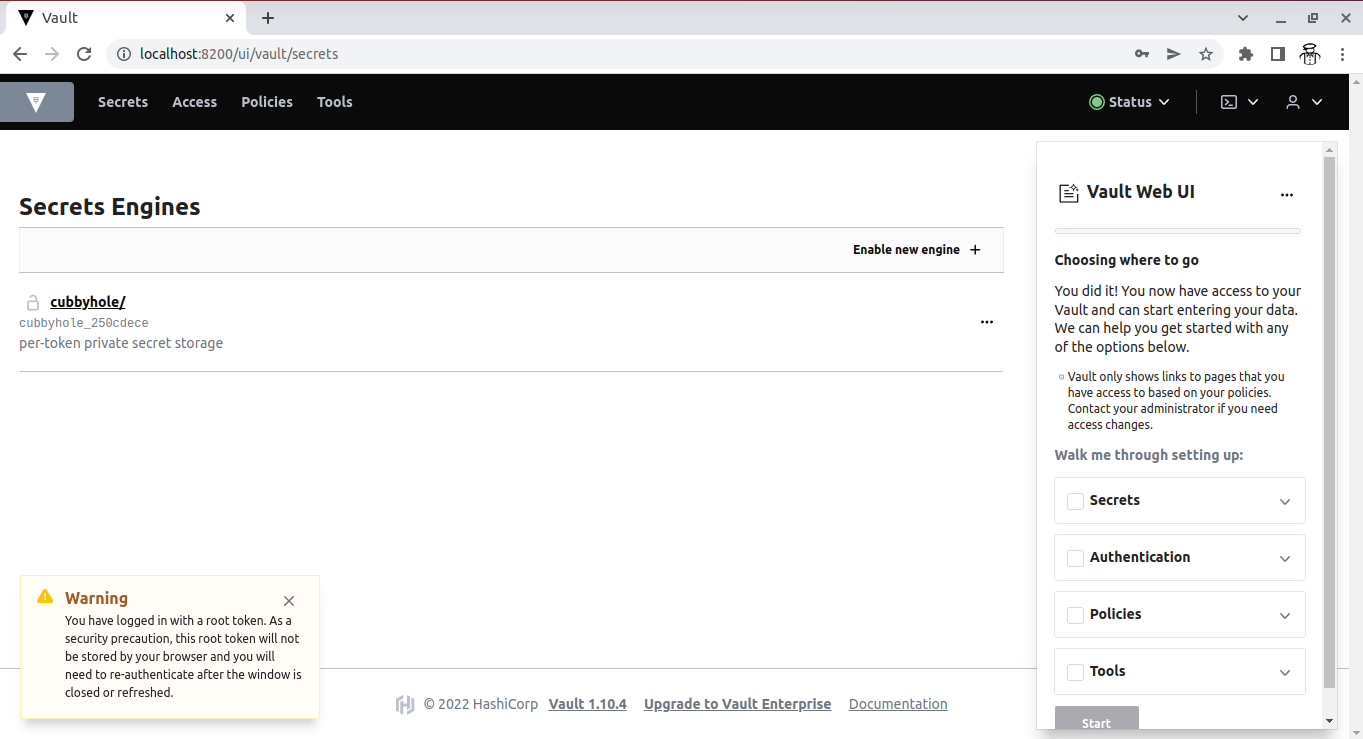 Vault
localhost:8200/ui/vault/secrets
Secrets Access Policies Tools Status
Secrets Engines
Enable new engine
cubbyhole/
cubbyhole_250cdece
per-token private secret storage
Vault Web UI
Choosing where to go
You did it! You now have access to your
Vault and can start entering your data.
We can help you get started with any
of the options below.
Vault only shows links to pages that you
have access to based on your policies.
Contact your administrator if you need
access changes.
Walk me through setting up:
Secrets
Authentication
Policies
Tools
Start
Warning
You have logged in with a root token. As a
security precaution, this root token will not
be stored by your browser and you will
need to re-authenticate after the window is
closed or refreshed.
© 2022 HashiCorp Vault 1.10.4 Upgrade to Vault Enterprise Documentation